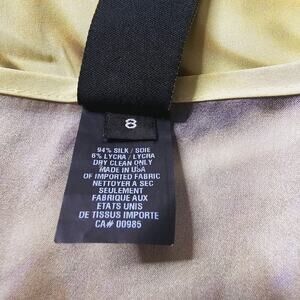 8
94% SILK / SOIE
6% LYCRA / LYCRA
DRY CLEAN ONLY
MADE IN USA
OF IMPORTED FABRIC
NETTOYER A SEC
SEULEMENT
FABRIQUE AUX
ETATS UNIS
DE TISSUS IMPORTE
CA# 00985